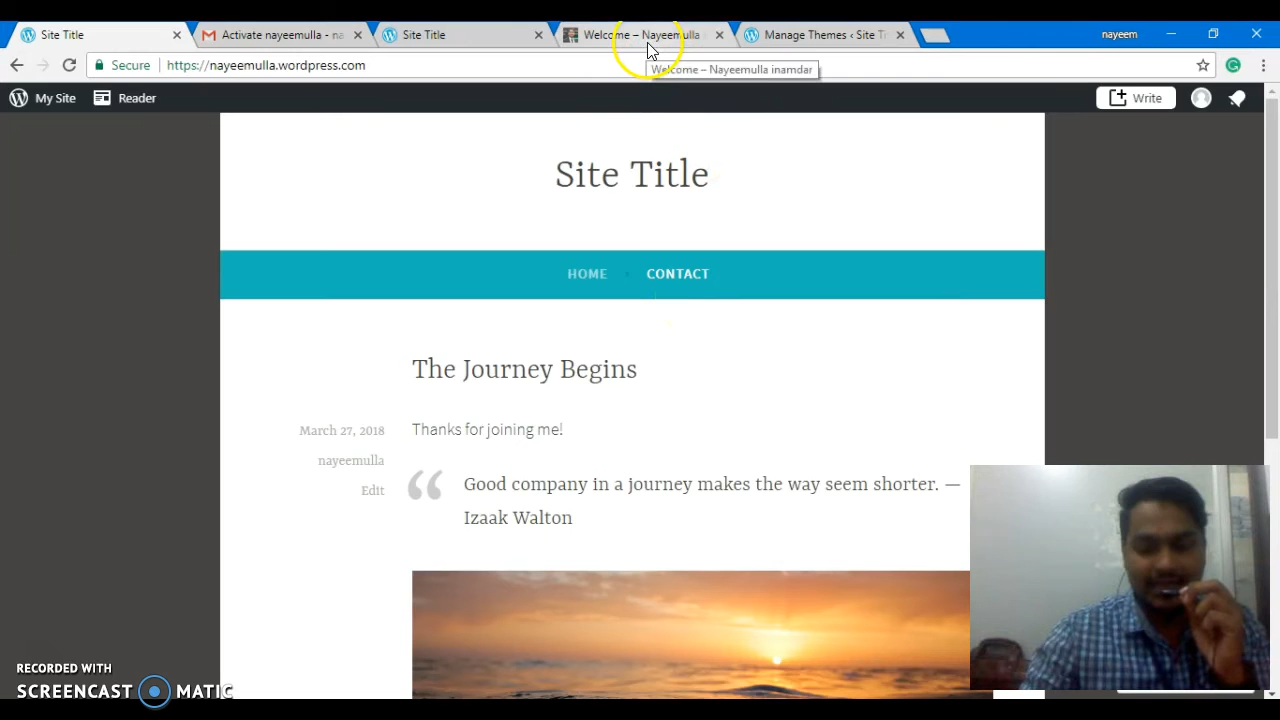 Site Title
Activate nayeemulla - na
Site Title
Welcome – Nayeemulla
Manage Themes ‹ Site Ti
nayeem
Secure
https://nayeemulla.wordpress.com
Welcome – Nayeemulla inamdar
My Site
Reader
Write
Site Title
HOME
CONTACT
The Journey Begins
March 27, 2018
Thanks for joining me!
nayeemulla
Edit
Good company in a journey makes the way seem shorter. —
Izaak Walton
RECORDED WITH
SCREENCAST MATIC